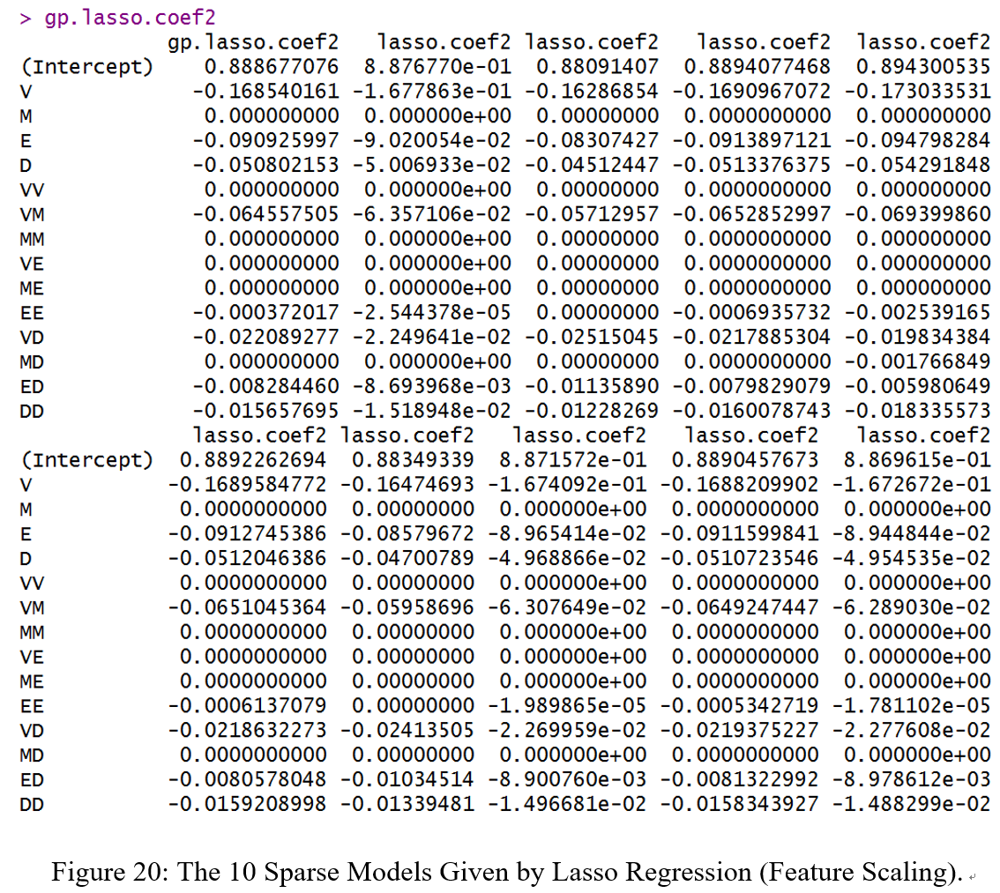 > gp.lasso.coef2
gp.lasso.coef2 lasso.coef2 lasso.coef2 lasso.coef2 lasso.coef2
(Intercept) 0.888677076 8.876770e-01 0.88091407 0.8894077468 0.894300535
V -0.168540161 -1.677863e-01 -0.16286854 -0.1690967072 -0.173033531
M 0.000000000 0.000000e+00 0.00000000 0.0000000000 0.000000000
E -0.090925997 -9.020054e-02 -0.08307427 -0.0913897121 -0.094798284
D -0.050802153 -5.006933e-02 -0.04512447 -0.0513376375 -0.054291848
VV 0.000000000 0.000000e+00 0.00000000 0.0000000000 0.000000000
VM -0.064557505 -6.357106e-02 -0.05712957 -0.0652852997 -0.069399860
MM 0.000000000 0.000000e+00 0.00000000 0.0000000000 0.000000000
VE 0.000000000 0.000000e+00 0.00000000 0.0000000000 0.000000000
ME 0.000000000 0.000000e+00 0.00000000 0.0000000000 0.000000000
EE -0.000372017 -2.544378e-05 0.00000000 -0.0006935732 -0.002539165
VD -0.022089277 -2.249641e-02 -0.02515045 -0.0217885304 -0.019834384
MD 0.000000000 0.000000e+00 0.00000000 0.0000000000 -0.001766849
ED -0.008284460 -8.693968e-03 -0.01135890 -0.0079829079 -0.005980649
DD -0.015657695 -1.518948e-02 -0.01228269 -0.0160078743 -0.018335573
lasso.coef2 lasso.coef2 lasso.coef2 lasso.coef2 lasso.coef2
(Intercept) 0.8892262694 0.88349339 8.871572e-01 0.8890457673 8.869615e-01
V -0.1689584772 -0.16474693 -1.674092e-01 -0.1688209902 -1.672672e-01
M 0.0000000000 0.00000000 0.000000e+00 0.0000000000 0.000000e+00
E -0.0912745386 -0.08579672 -8.965414e-02 -0.0911599841 -8.944844e-02
D -0.0512046386 -0.04700789 -4.968866e-02 -0.0510723546 -4.954535e-02
VV 0.0000000000 0.00000000 0.000000e+00 0.0000000000 0.000000e+00
VM -0.0651045364 -0.05958696 -6.307649e-02 -0.0649247447 -6.289030e-02
MM 0.0000000000 0.00000000 0.000000e+00 0.0000000000 0.000000e+00
VE 0.0000000000 0.00000000 0.000000e+00 0.0000000000 0.000000e+00
ME 0.0000000000 0.00000000 0.000000e+00 0.0000000000 0.000000e+00
EE -0.0006137079 0.00000000 -1.989865e-05 -0.0005342719 -1.781102e-05
VD -0.0218632273 -0.02413505 -2.269959e-02 -0.0219375227 -2.277608e-02
MD 0.0000000000 0.00000000 0.000000e+00 0.0000000000 0.000000e+00
ED -0.0080578048 -0.01034514 -8.900760e-03 -0.0081322992 -8.978612e-03
DD -0.0159208998 -0.01339481 -1.496681e-02 -0.0158343927 -1.488299e-02
Figure 20: The 10 Sparse Models Given by Lasso Regression (Feature Scaling).